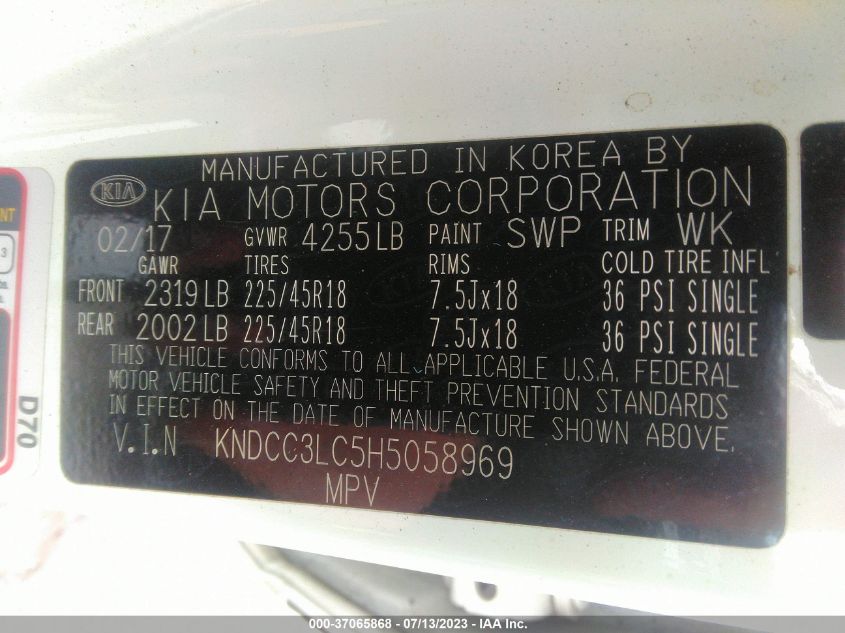 MANUFACTURED IN KOREA BY
KIA KIA MOTORS CORPORATION
02/17 GVWR 4255LB PAINT SWP TRIM WK
GAWR TIRES RIMS COLD TIRE INFL
FRONT 2319LB 225/45R18 7.5Jx18 36 PSI SINGLE
REAR 2002LB 225/45R18 7.5Jx18 36 PSI SINGLE
THIS VEHICLE CONFORMS TO ALL APPLICABLE U.S.A. FEDERAL
MOTOR VEHICLE SAFETY AND THEFT PREVENTION STANDARDS
IN EFFECT ON THE DATE OF MANUFACTURE SHOWN ABOVE.
V.I.N KNDCC3LC5H5058969
MPV
NT
3
D70
000-37065868 - 07/13/2023 - IAA Inc.